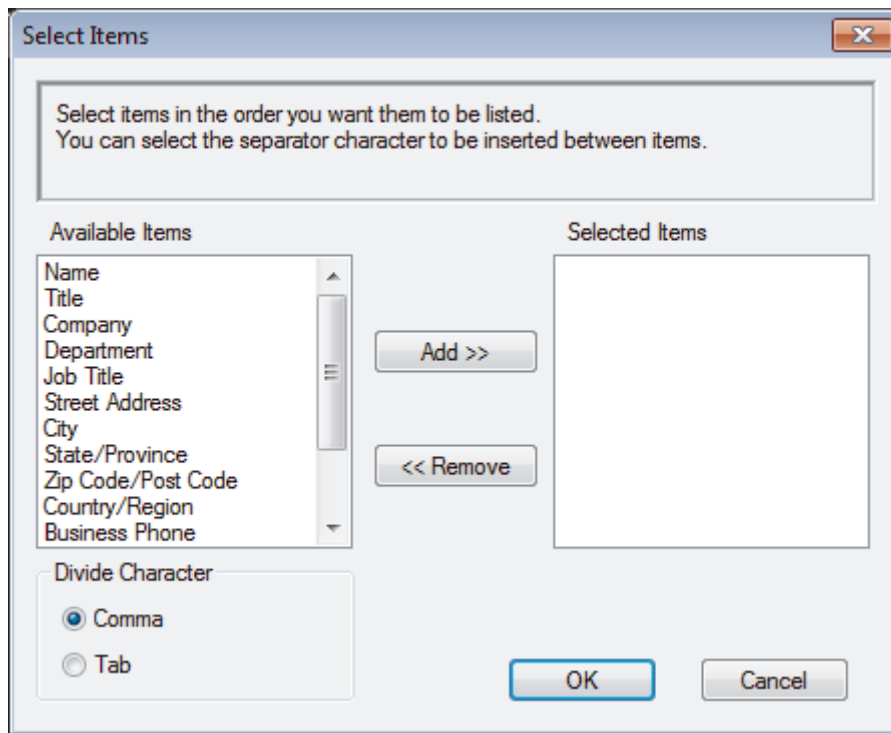 Select Items
Select items in the order you want them to be listed.
You can select the separator character to be inserted between items.
Available Items
Selected Items
Name
Title
Company
Department
Job Title
Street Address
City
State/Province
Zip Code/Post Code
Country/Region
Business Phone
Add >>
<< Remove
Divide Character
Comma
Tab
OK
Cancel